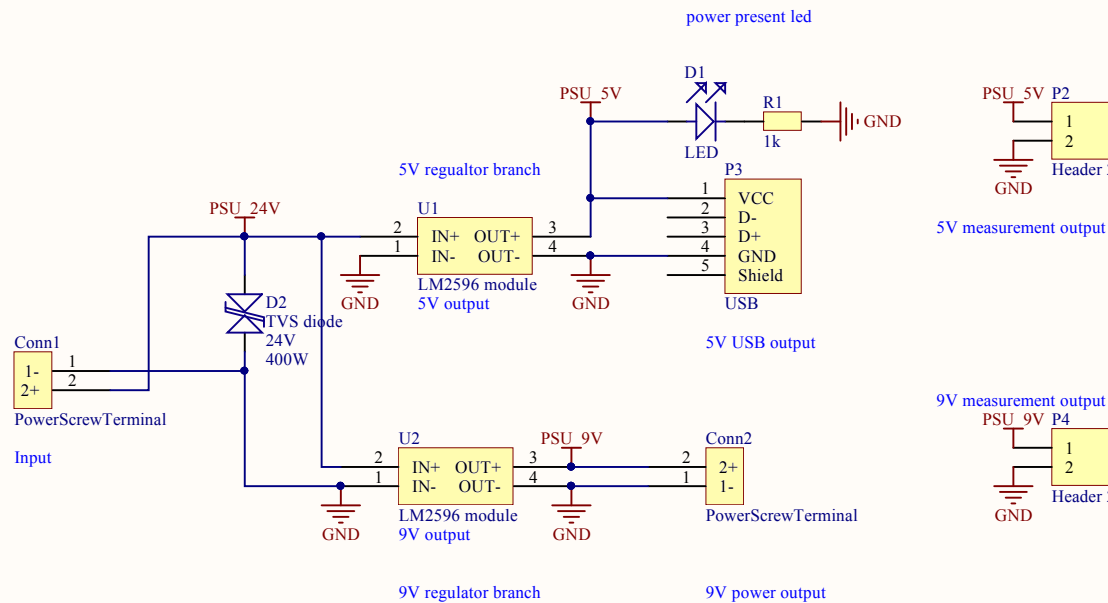 power present led
D1
PSU_5V
R1
GND
LED
1k
PSU_5V
P2
1
2
GND
Header
5V measurement output
5V regualtor branch
P3
1 VCC
2 D-
3 D+
4 GND
5 Shield
USB
5V USB output
PSU_24V
U1
2 IN+ OUT+ 3
1 IN- OUT- 4
LM2596 module
5V output
GND
GND
D2
TVS diode
24V
400W
Conn1
1- 1
2+ 2
PowerScrewTerminal
Input
9V measurement output
PSU_9V
P4
1
2
GND
Header
U2
2 IN+ OUT+ 3
1 IN- OUT- 4
LM2596 module
9V output
GND
PSU_9V
GND
Conn2
2 2+
1 1-
PowerScrewTerminal
9V regulator branch
9V power output